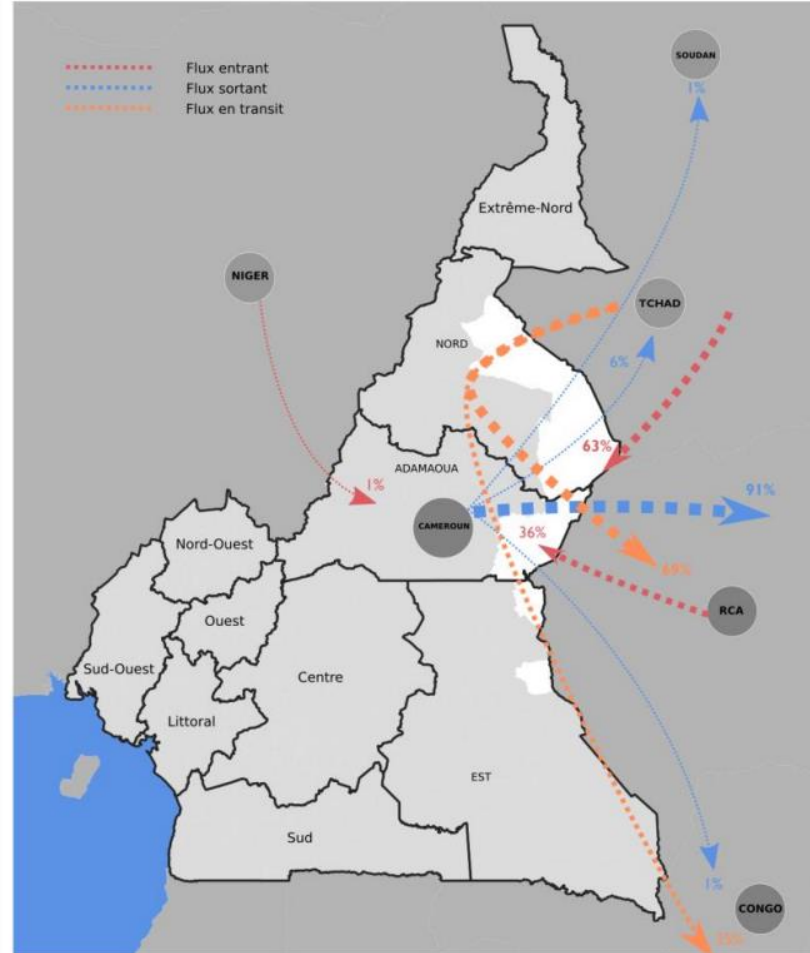 Flux entrant
Flux sortant
Flux en transit
SOUDAN
1%
Extrême-Nord
NIGER
TCHAD
NORD
6%
63%
ADAMAOUA
1%
91%
CAMEROUN
36%
69%
Nord-Ouest
RCA
Ouest
Sud-Ouest
Centre
Littoral
EST
Sud
1%
CONGO